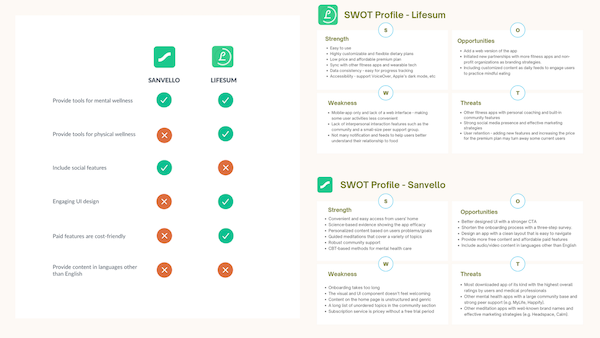 SANVELLO
LIFESUM
Provide tools for mental wellness
Provide tools for physical wellness
Include social features
Engaging UI design
Paid features are cost-friendly
Provide content in languages other
than English
SWOT Profile - Lifesum
S
Strength
Easy to use
Highly customizable and flexible dietary plans
Low price and affordable premium plan
Sync with other fitness apps and wearable tech
Data consistency - easy for progress tracking
Accessibility - support VoiceOver, Apple's dark mode, etc.
O
Opportunities
Add a web version of the app
Initiated new partnerships with more fitness apps and non-
profit organizations as branding strategies
Including customized content as daily feeds to engage users
to practice mindful eating
W
Weakness
Mobile-app only and lack of a web interface - making
some user activities less convenient
Lack of interpersonal interaction features such as the
community and a small size peer support group
Not many notification and feeds to help users better
understand their relationship to food
T
Threats
Other fitness apps with personal coaching and built-in
community features
Strong social media presence and effective marketing
strategies
User retention - adding new features and increasing the price
for the premium plan may turn away some current users
SWOT Profile - Sanvello
S
Strength
Convenient and easy access from users' home
Science-based evidence showing the app efficacy
Personalized content based on users problems/goals
Guided meditations that cover a variety of topics
Robust community support
CBT-based methods for mental health care
O
Opportunities
Better designed UI with a stronger CTA
Shorten the onboarding process with a three step survey.
Design an app with a clean layout that is easy to navigate
Provide more free content and affordable paid features
Include audio/video content in languages other than English
W
Weakness
Onboarding takes too long
The visual and UI component doesn't feel welcoming
Content on the home page is unstructured and generic
A long list of unordered topics in the community section
Subscription service is pricey without a free trial period
T
Threats
Most downloaded app of its kind with the highest overall
ratings by users and medical professionals
Other mental health apps with a large community base and
strong peer support (e.g. MyLife, Happify)
Other meditation apps with well-known brand names and
effective marketing strategies (e.g. Headspace, Calm)